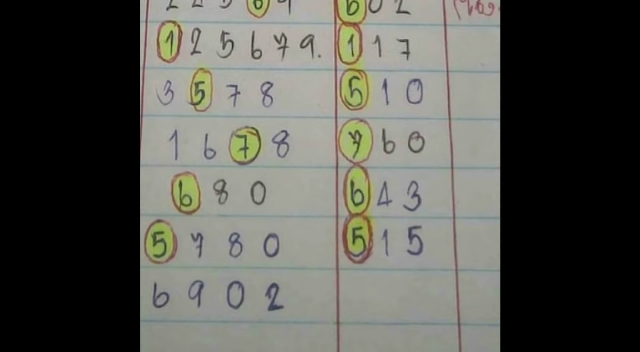 1 2 5 6 7 9. 1 1 7
3 5 7 8 5 1 0
1 6 7 8 7 6 0
6 8 0 6 4 3
5 7 8 0 5 1 5
6 9 0 2